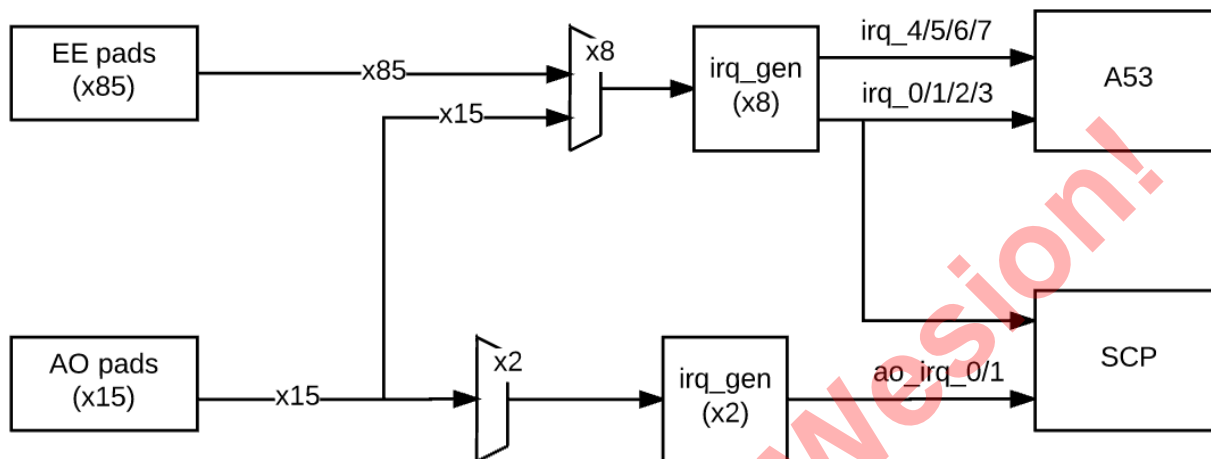 EE pads
(x85)
x85
x15
x8
irq_gen
(x8)
irq_4/5/6/7
irq_0/1/2/3
A53
AO pads
(x15)
x15
x2
irq_gen
(x2)
ao_irq_0/1
SCP
Wesion!